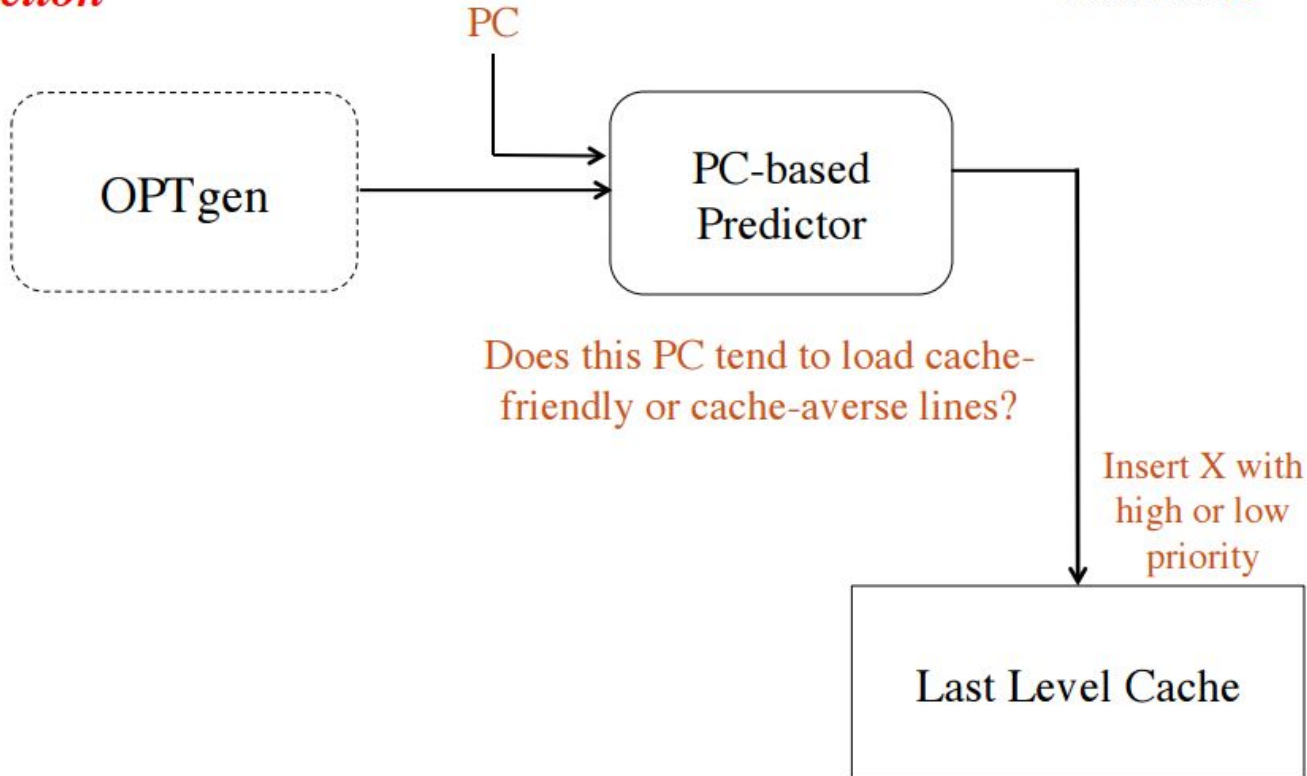 PC
OPTgen
PC-based
Predictor
Does this PC tend to load cache-
friendly or cache-averse lines?
Insert X with
high or low
priority
Last Level Cache